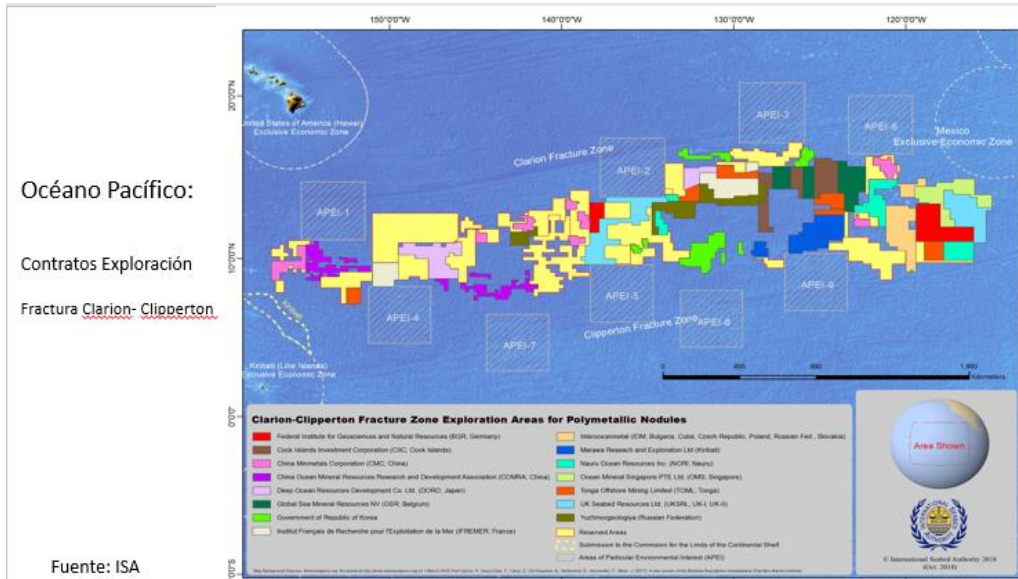 Océano Pacífico:
Contratos Exploración
Fractura Clarion- Clipperton
Fuente: ISA
150°0'0"W
140°0'0"W
130°0'0"W
120°0'0"W
20°0'0"N
10°0'0"N
0°0'0"
0°0'0"S
United States of America (Hawaii)
Exclusive Economic Zone
Mexico
Exclusive Economic Zone
Clarion Fracture Zone
Clipperton Fracture Zone
APEI-1
APEI-2
APEI-3
APEI-6
APEI-4
APEI-5
APEI-7
APEI-8
APEI-9
Kiribati (Line Islands)
Exclusive Economic Zone
Kilometers
Clarion-Clipperton Fracture Zone Exploration Areas for Polymetallic Nodules
Federal Institute for Geosciences and Natural Resources (BGR; Germany)
Cook Islands Investment Corporation (CIIC; Cook Islands)
China Minmetals Corporation (CMC; China)
China Ocean Mineral Resources Research and Development Association (COMRA; China)
Deep Ocean Resources Development Co. Ltd. (DORD; Japan)
Global Sea Mineral Resources NV (GSR; Belgium)
Government of Republic of Korea
Institut Français de Recherche pour l'Exploitation de la Mer (IFREMER; France)
Interoceanmetal (IOM; Bulgaria, Cuba, Czech Republic, Poland, Russian Fed., Slovakia)
Marawa Research and Exploration Ltd (Kiribati)
Nauru Ocean Resources Inc. (NORI; Nauru)
Ocean Mineral Singapore PTE Ltd. (OMS; Singapore)
Tonga Offshore Mining Limited (TOML; Tonga)
UK Seabed Resources Ltd. (UKSRL; UK-I, UK-II)
Yuzhmorgeologiya (Russian Federation)
Reserved Areas
Submission to the Commission for the Limits of the Continental Shelf
Areas of Particular Environmental Interest (APEI)
Area Shown
INTERNATIONAL SEABED AUTHORITY
© International Seabed Authority 2018
(Oct. 2018)